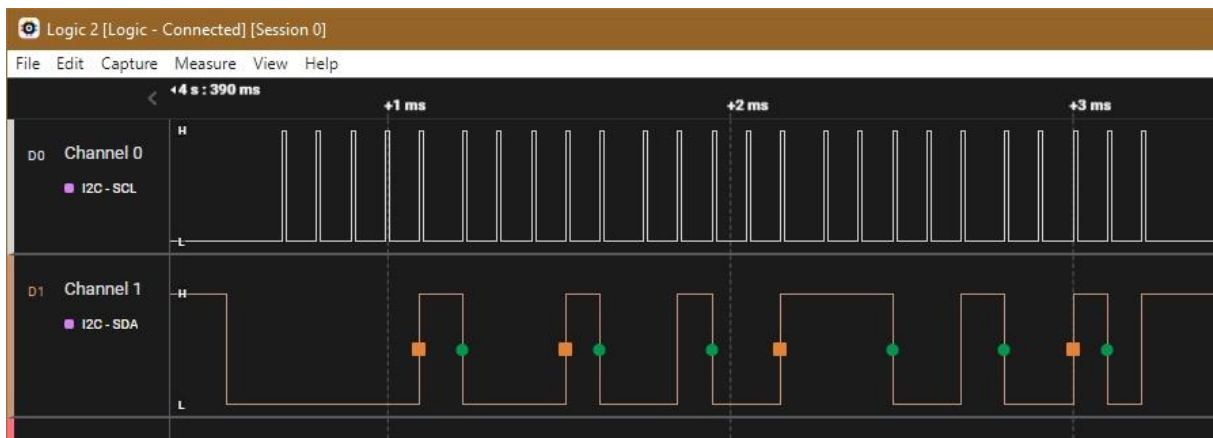 Logic 2 [Logic - Connected] [Session 0]
File Edit Capture Measure View Help
4 s : 390 ms
+1 ms +2 ms +3 ms
D0 Channel 0
I2C - SCL
H
L
D1 Channel 1
I2C - SDA
H
L